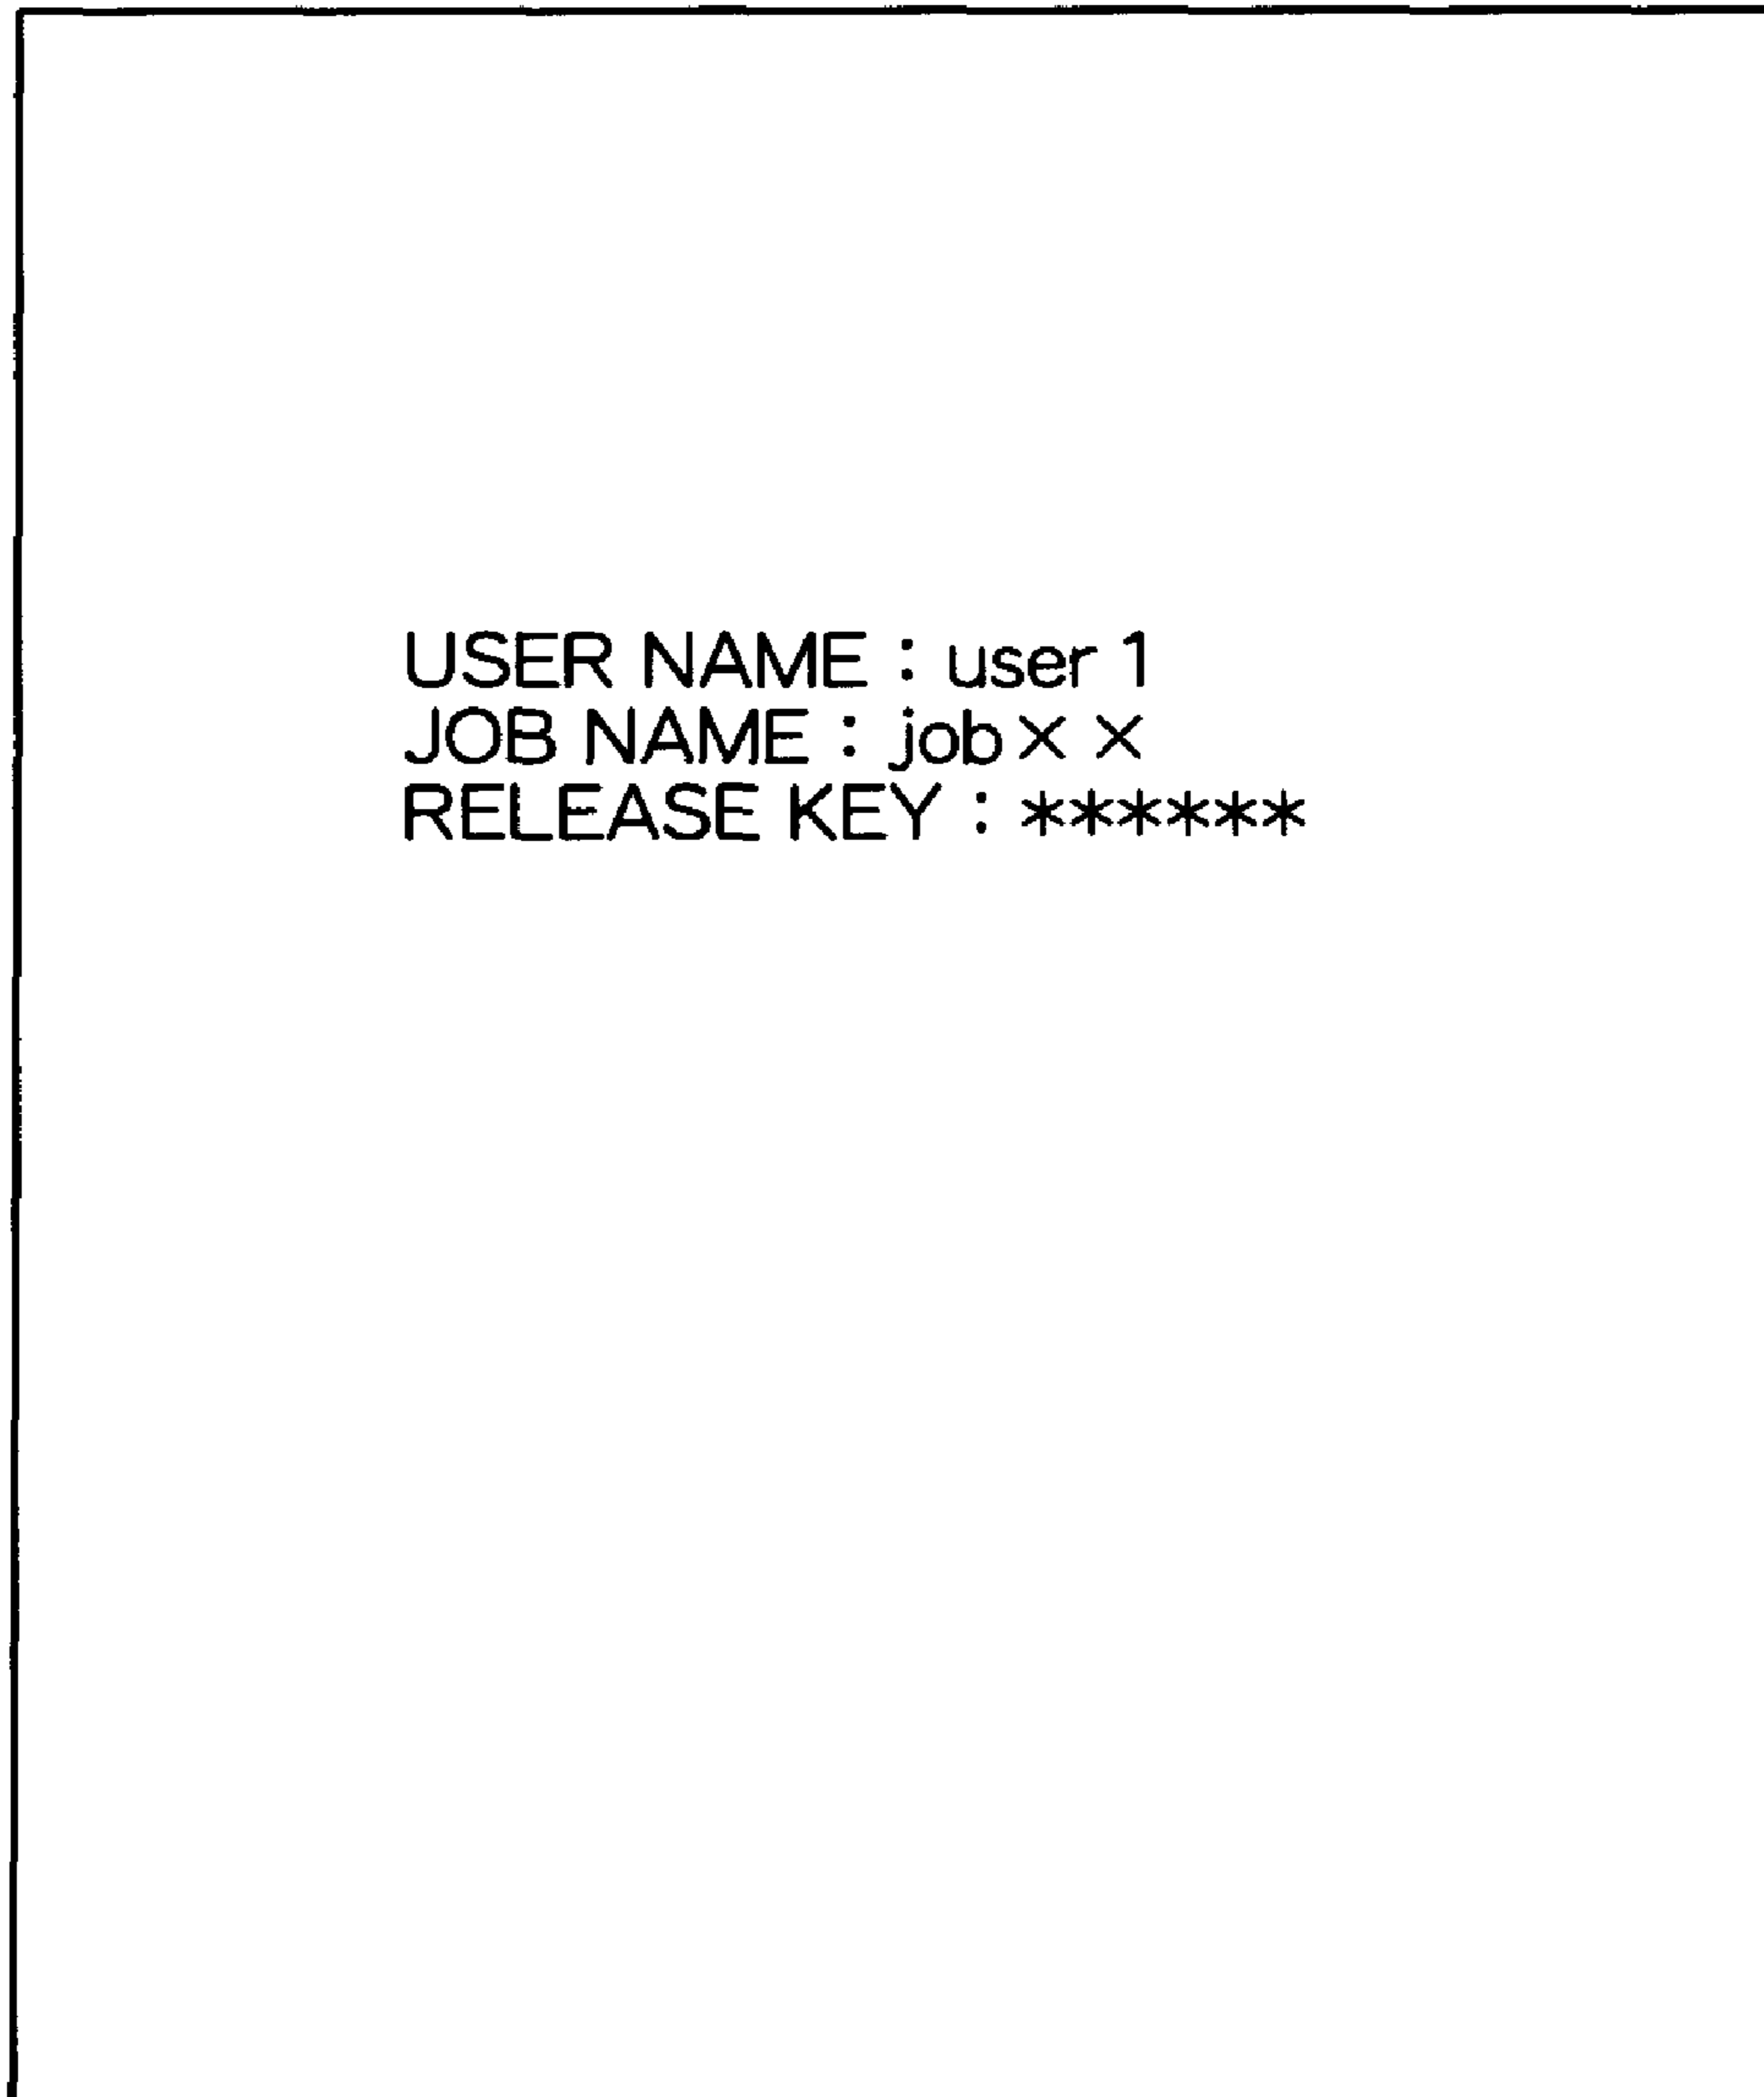 USER NAME : user 1
JOB NAME : job× ×
RELEASE KEY : ******